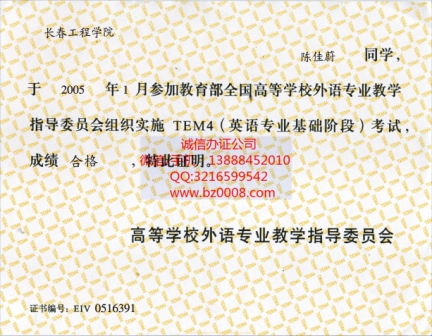 长春工程学院
陈佳蔚 同学，
于 2005 年1月参加教育部全国高等学校外语专业教学
指导委员会组织实施 TEM4（英语专业基础阶段）考试，
诚信办证公司
成绩 合格 ，特此证明。
13888452010
QQ:3216599542
www.bz0008.com
高等学校外语专业教学指导委员会
证书编号：EIV 0516391